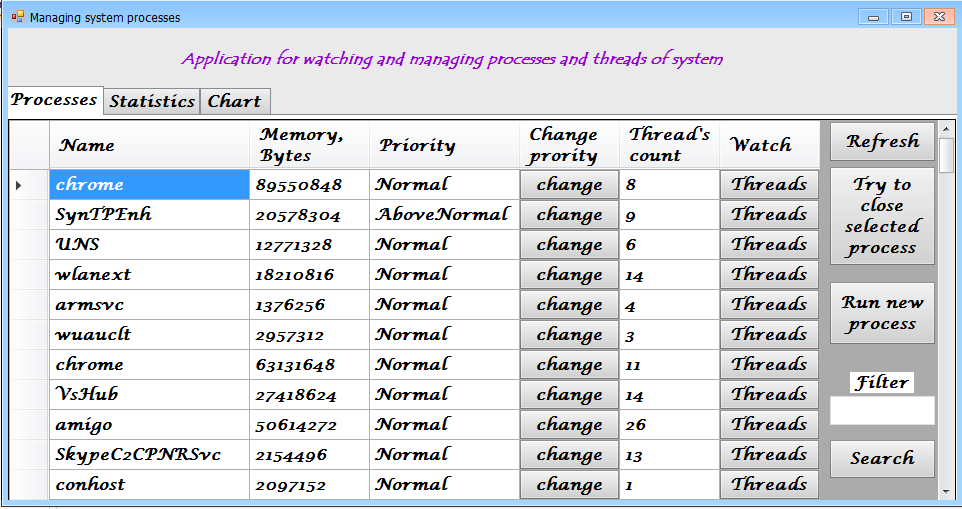 Managing system processes
Application for watching and managing processes and threads of system
Processes Statistics Chart
Name Memory, Bytes Priority Change prority Thread's count Watch
chrome 89550848 Normal change 8 Threads
SynTPEnh 20578304 AboveNormal change 9 Threads
UNS 12771328 Normal change 6 Threads
wlanext 18210816 Normal change 14 Threads
armsvc 1376256 Normal change 4 Threads
wuauclt 2957312 Normal change 3 Threads
chrome 63131648 Normal change 11 Threads
VsHub 27418624 Normal change 14 Threads
amigo 50614272 Normal change 26 Threads
SkypeC2CPNRSvc 2154496 Normal change 13 Threads
conhost 2097152 Normal change 1 Threads
Refresh
Try to
close
selected
process
Run new
process
Filter
Search